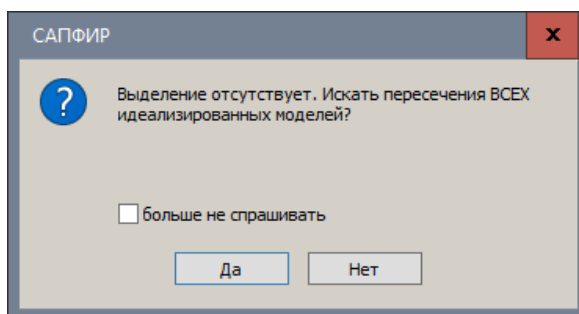 САПФИР
x
?
Выделение отсутствует. Искать пересечения ВСЕХ
идеализированных моделей?
больше не спрашивать
Да
Нет